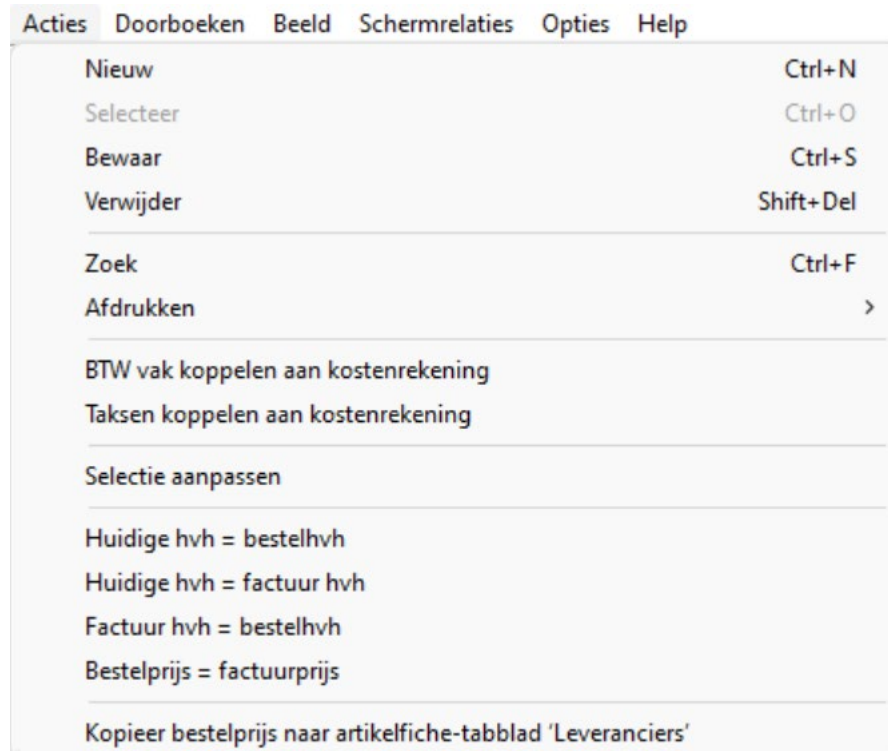 Acties Doorboeken Beeld Schermrelaties Opties Help
Nieuw Ctrl+N
Selecteer Ctrl+O
Bewaar Ctrl+S
Verwijder Shift+Del
Zoek Ctrl+F
Afdrukken >
BTW vak koppelen aan kostenrekening
Taksen koppelen aan kostenrekening
Selectie aanpassen
Huidige hvh = bestelhvh
Huidige hvh = factuur hvh
Factuur hvh = bestelhvh
Bestelprijs = factuurprijs
Kopieer bestelprijs naar artikelfiche-tabblad ‘Leveranciers’